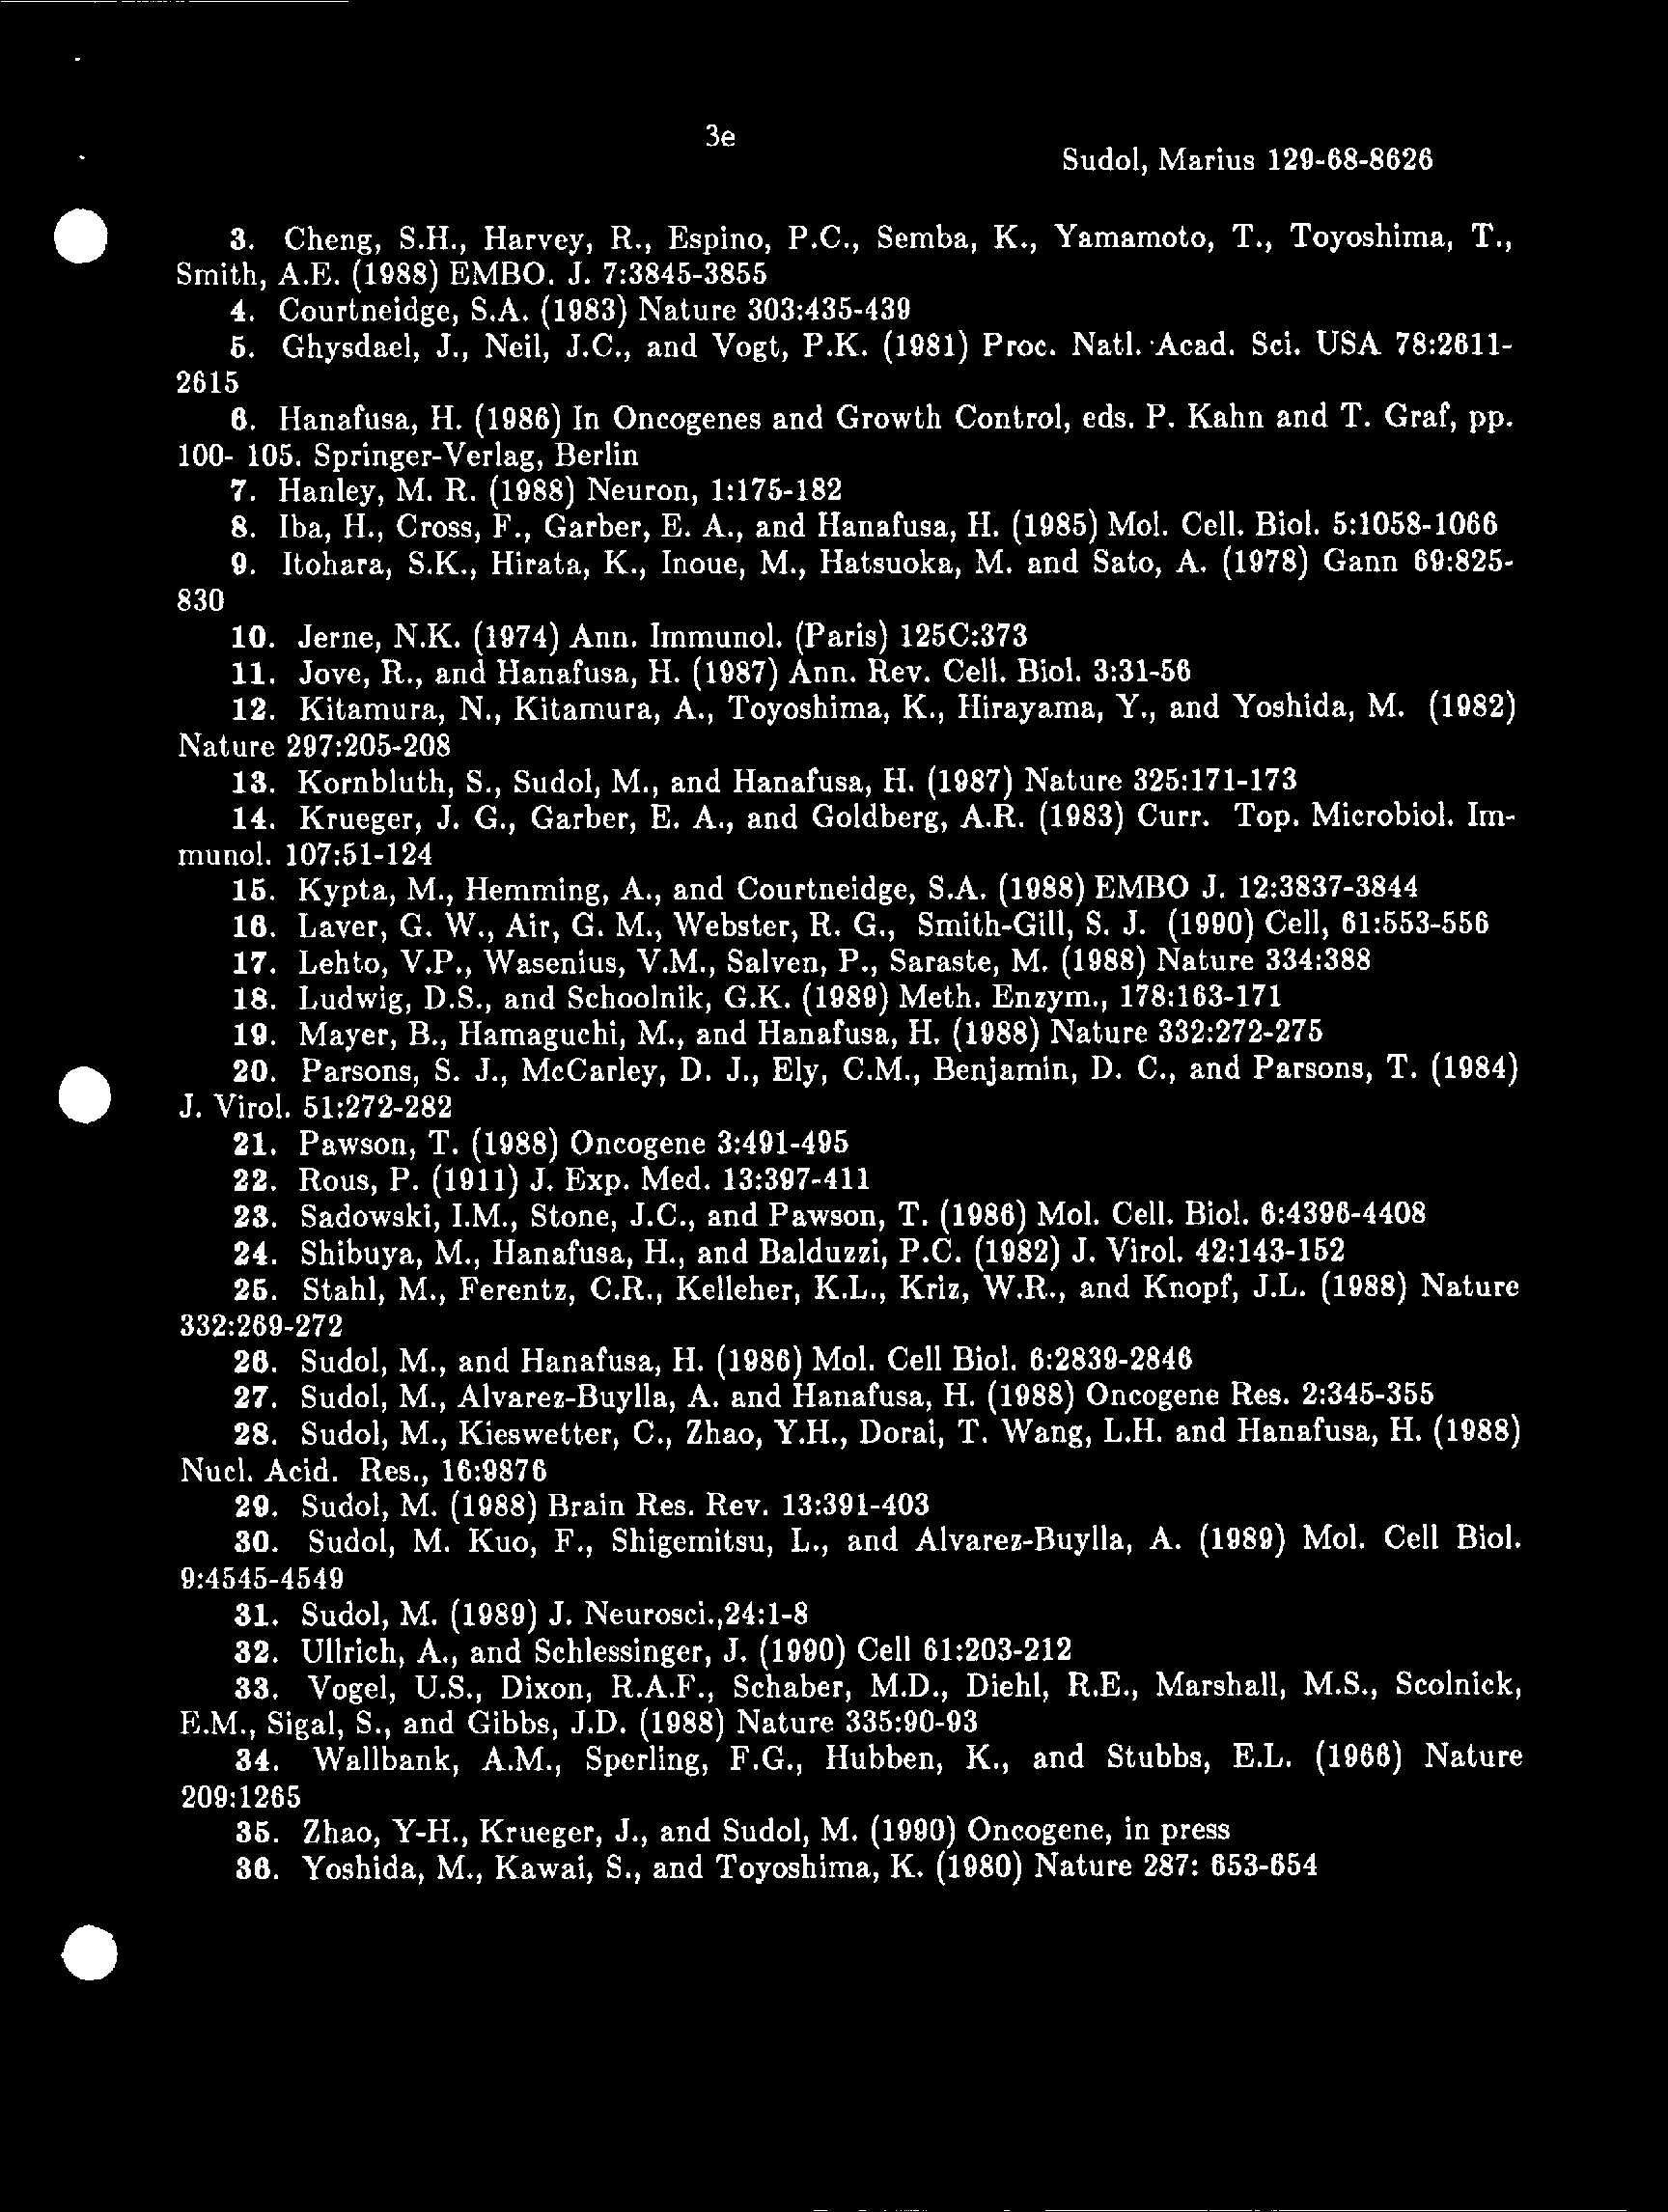 3e
Sudol, Marius 129-68-8626
3. Cheng, S.H., Harvey, R., Espino, P.C., Semba, K., Yamamoto, T., Toyoshima, T.,
Smith, A.E. (1988) EMBO. J. 7:3845-3855
4. Courtneidge, S.A. (1983) Nature 303:435-439
5. Ghysdael, J., Neil, J.C., and Vogt, P.K. (1981) Proc. Natl. Acad. Sci. USA 78:2611-
2615
6. Hanafusa, H. (1986) In Oncogenes and Growth Control, eds. P. Kahn and T. Graf, pp.
100- 105. Springer-Verlag, Berlin
7. Hanley, M. R. (1988) Neuron, 1:175-182
8. Iba, H., Cross, F., Garber, E. A., and Hanafusa, H. (1985) Mol. Cell. Biol. 5:1058-1066
9. Itohara, S.K., Hirata, K., Inoue, M., Hatsuoka, M. and Sato, A. (1978) Gann 69:825-
830
10. Jerne, N.K. (1974) Ann. Immunol. (Paris) 125C:373
11. Jove, R., and Hanafusa, H. (1987) Ann. Rev. Cell. Biol. 3:31-56
12. Kitamura, N., Kitamura, A., Toyoshima, K., Hirayama, Y., and Yoshida, M. (1982)
Nature 297:205-208
13. Kornbluth, S., Sudol, M., and Hanafusa, H. (1987) Nature 325:171-173
14. Krueger, J. G., Garber, E. A., and Goldberg, A.R. (1983) Curr. Top. Microbiol. Im-
munol. 107:51-124
15. Kypta, M., Hemming, A., and Courtneidge, S.A. (1988) EMBO J. 12:3837-3844
16. Laver, G. W., Air, G. M., Webster, R. G., Smith-Gill, S. J. (1990) Cell, 61:553-556
17. Lehto, V.P., Wasenius, V.M., Salven, P., Saraste, M. (1988) Nature 334:388
18. Ludwig, D.S., and Schoolnik, G.K. (1989) Meth. Enzym., 178:163-171
19. Mayer, B., Hamaguchi, M., and Hanafusa, H. (1988) Nature 332:272-275
20. Parsons, S. J., McCarley, D. J., Ely, C.M., Benjamin, D. C., and Parsons, T. (1984)
J. Virol. 51:272-282
21. Pawson, T. (1988) Oncogene 3:491-495
22. Rous, P. (1911) J. Exp. Med. 13:397-411
23. Sadowski, I.M., Stone, J.C., and Pawson, T. (1986) Mol. Cell. Biol. 6:4396-4408
24. Shibuya, M., Hanafusa, H., and Balduzzi, P.C. (1982) J. Virol. 42:143-152
25. Stahl, M., Ferentz, C.R., Kelleher, K.L., Kriz, W.R., and Knopf, J.L. (1988) Nature
332:269-272
26. Sudol, M., and Hanafusa, H. (1986) Mol. Cell Biol. 6:2839-2846
27. Sudol, M., Alvarez-Buylla, A. and Hanafusa, H. (1988) Oncogene Res. 2:345-355
28. Sudol, M., Kieswetter, C., Zhao, Y.H., Dorai, T. Wang, L.H. and Hanafusa, H. (1988)
Nucl. Acid. Res., 16:9876
29. Sudol, M. (1988) Brain Res. Rev. 13:391-403
30. Sudol, M. Kuo, F., Shigemitsu, L., and Alvarez-Buylla, A. (1989) Mol. Cell Biol.
9:4545-4549
31. Sudol, M. (1989) J. Neurosci.,24:1-8
32. Ullrich, A., and Schlessinger, J. (1990) Cell 61:203-212
33. Vogel, U.S., Dixon, R.A.F., Schaber, M.D., Diehl, R.E., Marshall, M.S., Scolnick,
E.M., Sigal, S., and Gibbs, J.D. (1988) Nature 335:90-93
34. Wallbank, A.M., Sperling, F.G., Hubben, K., and Stubbs, E.L. (1966) Nature
209:1265
35. Zhao, Y-H., Krueger, J., and Sudol, M. (1990) Oncogene, in press
36. Yoshida, M., Kawai, S., and Toyoshima, K. (1980) Nature 287: 653-654